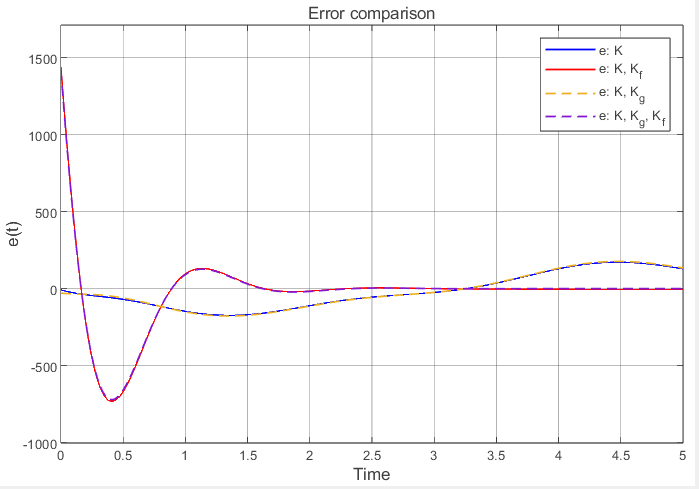 Error comparison
e: K
e: K, K_f
e: K, K_g
e: K, K_g, K_f
e(t)
1500
1000
500
0
-500
-1000
0 0.5 1 1.5 2 2.5 3 3.5 4 4.5 5
Time